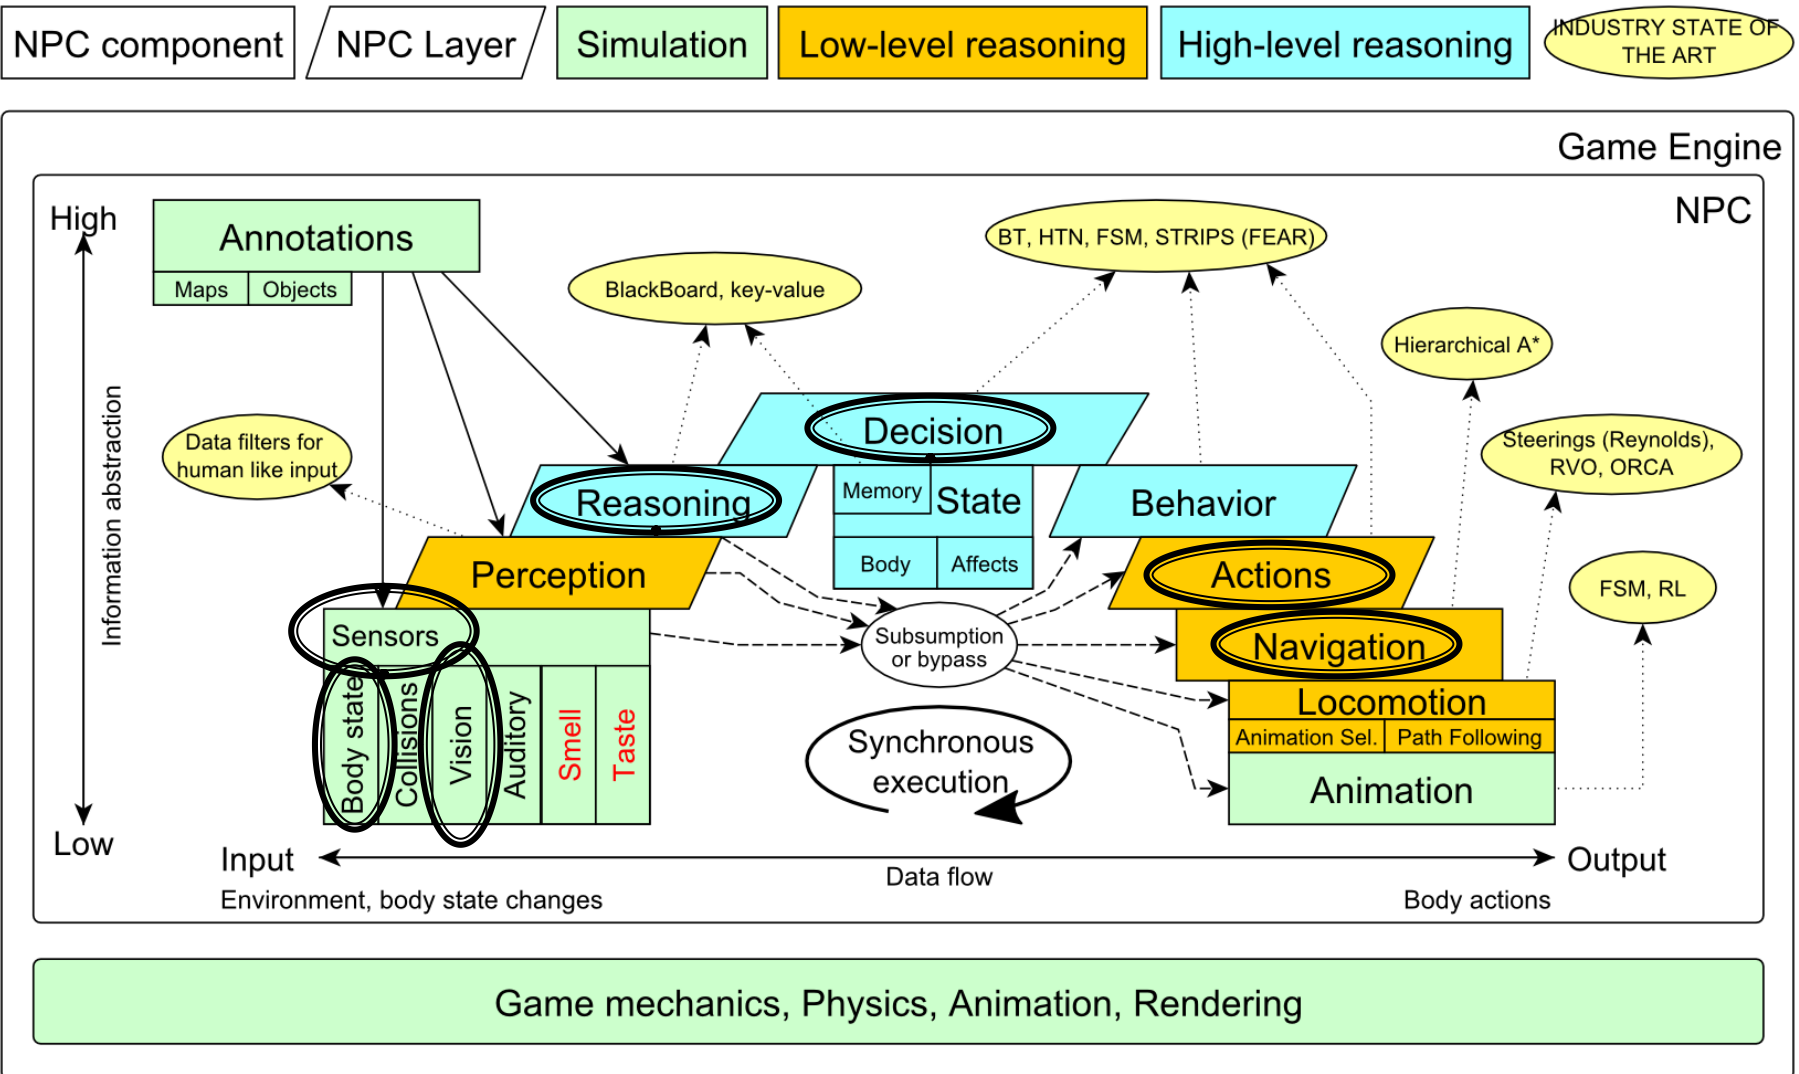 NPC component
NPC Layer
Simulation
Low-level reasoning
High-level reasoning
INDUSTRY STATE OF
THE ART
Game Engine
NPC
High
Information abstraction
Low
Annotations
Maps
Objects
BlackBoard, key-value
BT, HTN, FSM, STRIPS (FEAR)
Hierarchical A*
Data filters for
human like input
Steerings (Reynolds),
RVO, ORCA
FSM, RL
Decision
Reasoning
Memory
State
Body
Affects
Behavior
Perception
Actions
Sensors
Body state
Collisions
Vision
Auditory
Smell
Taste
Subsumption
or bypass
Navigation
Locomotion
Animation Sel.
Path Following
Animation
Synchronous
execution
Input
Data flow
Output
Environment, body state changes
Body actions
Game mechanics, Physics, Animation, Rendering